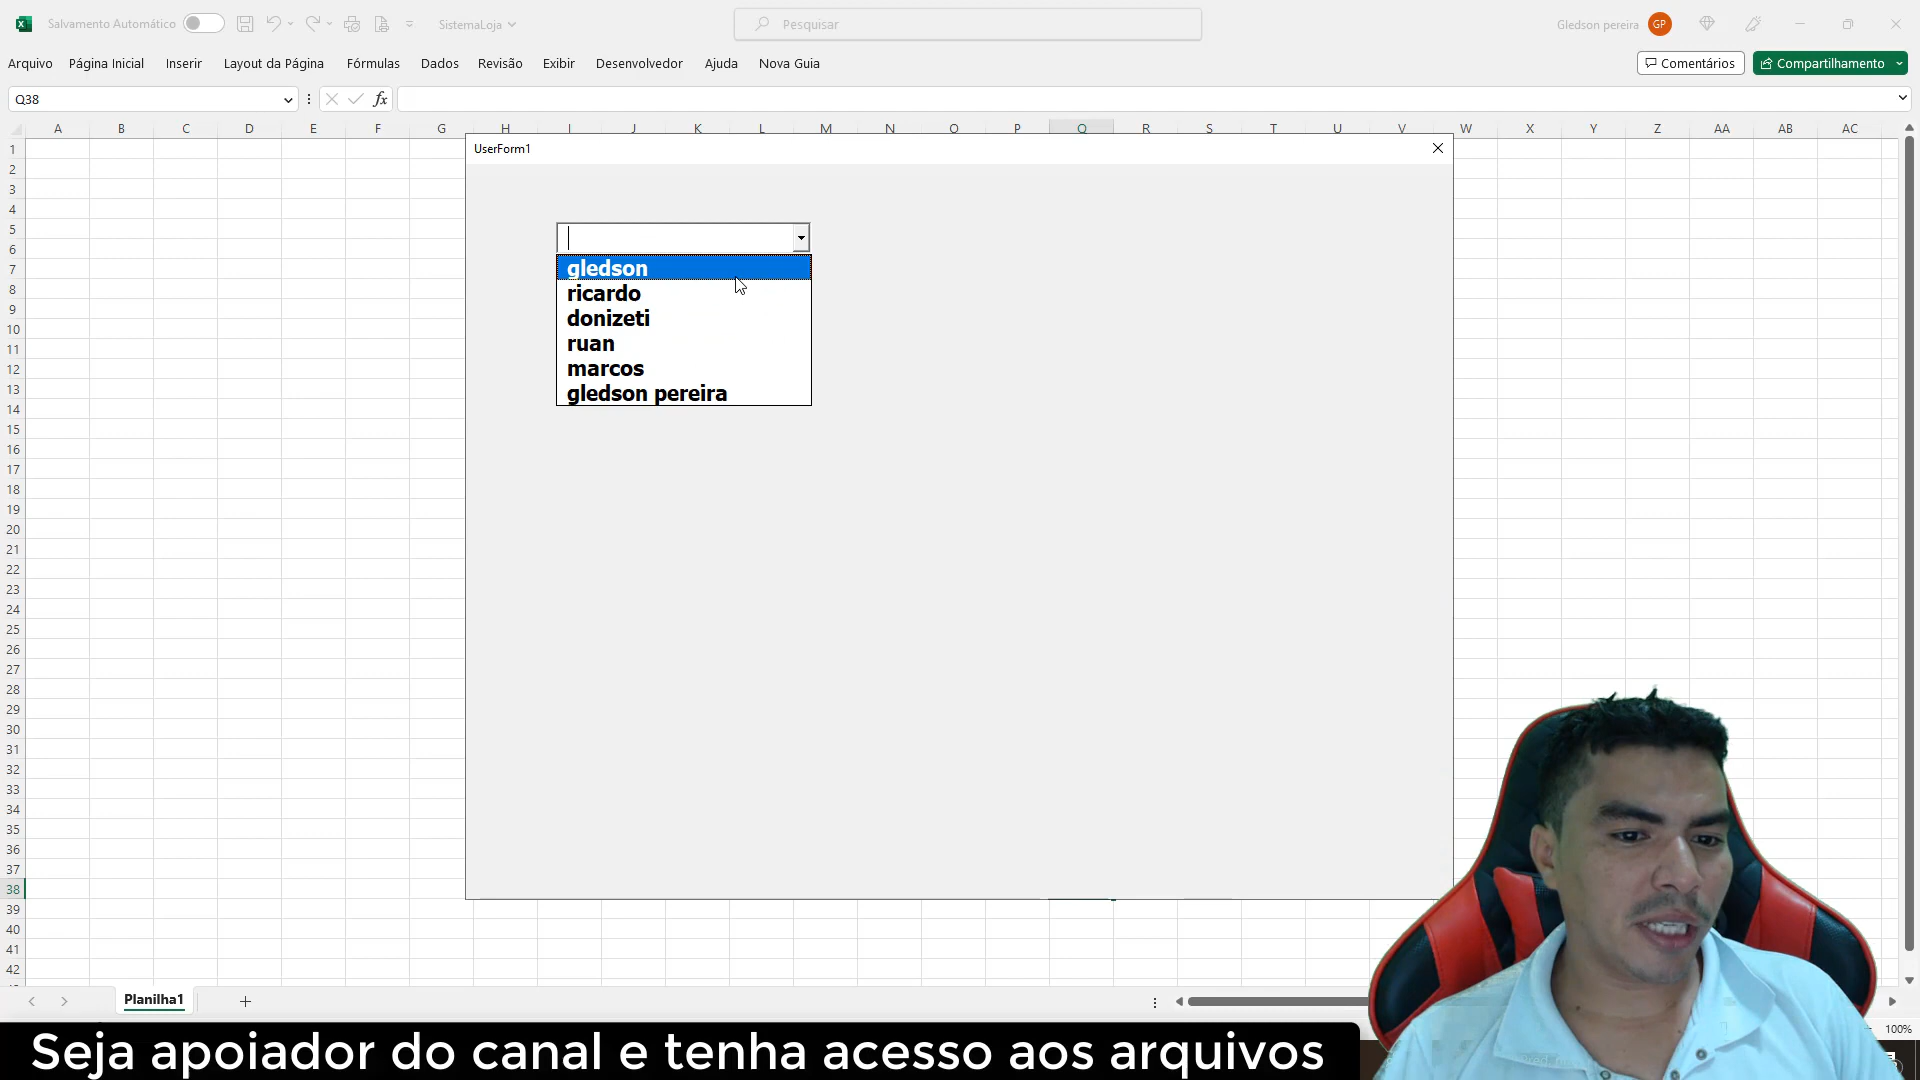 Salvamento Automático
SistemaLoja
Pesquisar
Gledson pereira
GP
Arquivo Página Inicial Inserir Layout da Página Fórmulas Dados Revisão Exibir Desenvolvedor Ajuda Nova Guia
Comentários
Compartilhamento
Q38
fx
A B C D E F G H I J K L M N O P Q R S T U V W X Y Z AA AB AC
UserForm1
gledson
ricardo
donizeti
ruan
marcos
gledson pereira
1
2
3
4
5
6
7
8
9
10
11
12
13
14
15
16
17
18
19
20
21
22
23
24
25
26
27
28
29
30
31
32
33
34
35
36
37
38
39
40
41
42
Planilha1
100%
Seja apoiador do canal e tenha acesso aos arquivos